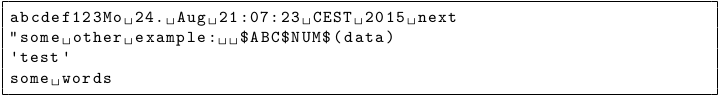 abcdef123Mo␣24.␣Aug␣21:07:23␣CEST␣2015␣next
"some␣other␣example:␣␣$ABC$NUM$(data)
'test'
some␣words